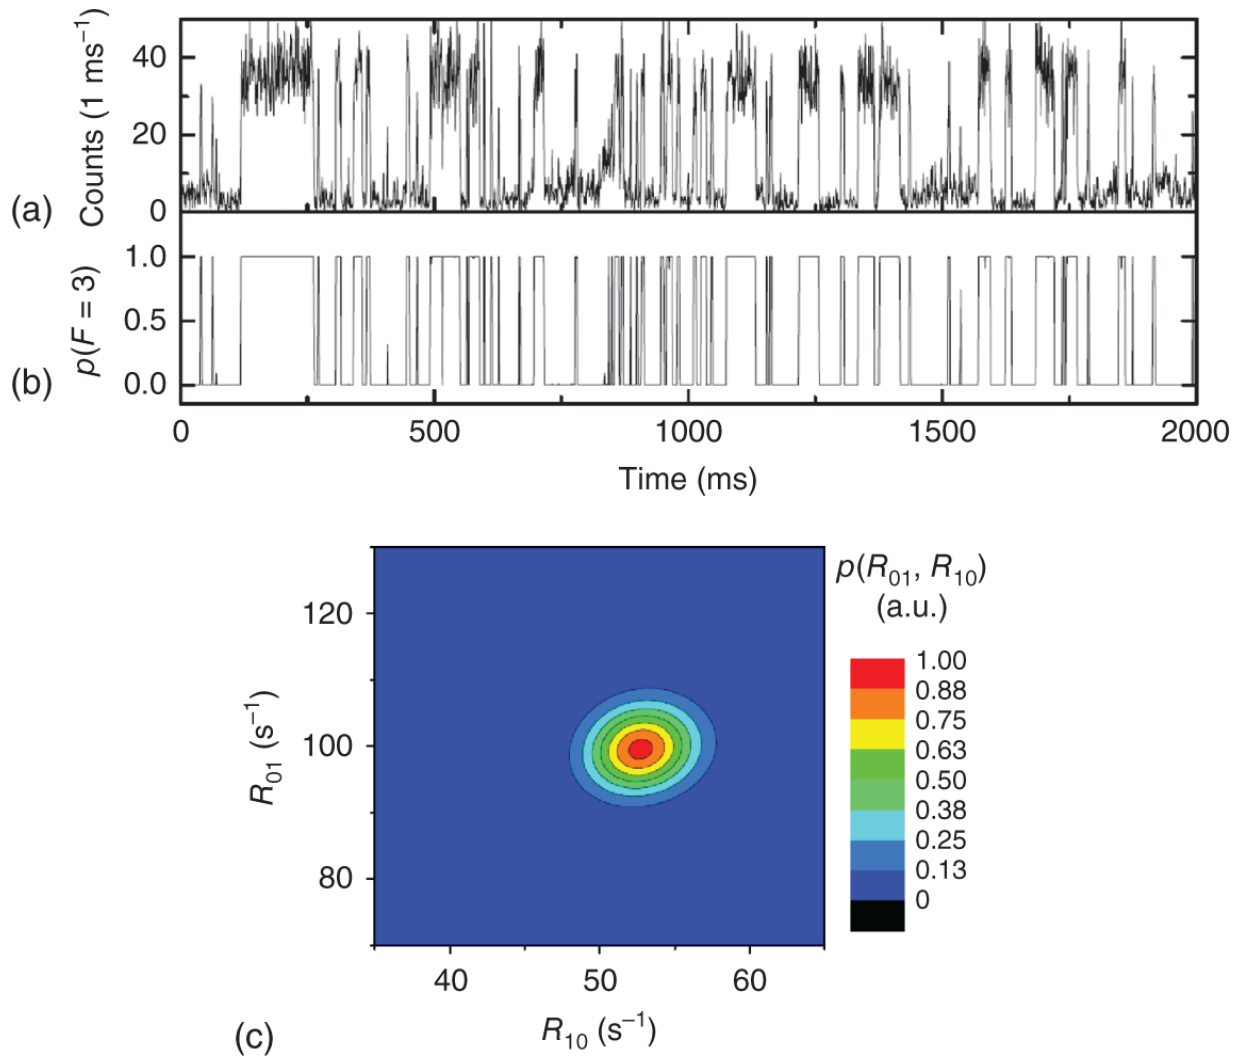 Counts (1 ms⁻¹)
40
20
0
(a)
p(F = 3)
1.0
0.5
0.0
(b)
0 500 1000 1500 2000
Time (ms)
R₀₁ (s⁻¹)
120
100
80
40 50 60
R₁₀ (s⁻¹)
(c)
p(R₀₁, R₁₀)
(a.u.)
1.00
0.88
0.75
0.63
0.50
0.38
0.25
0.13
0